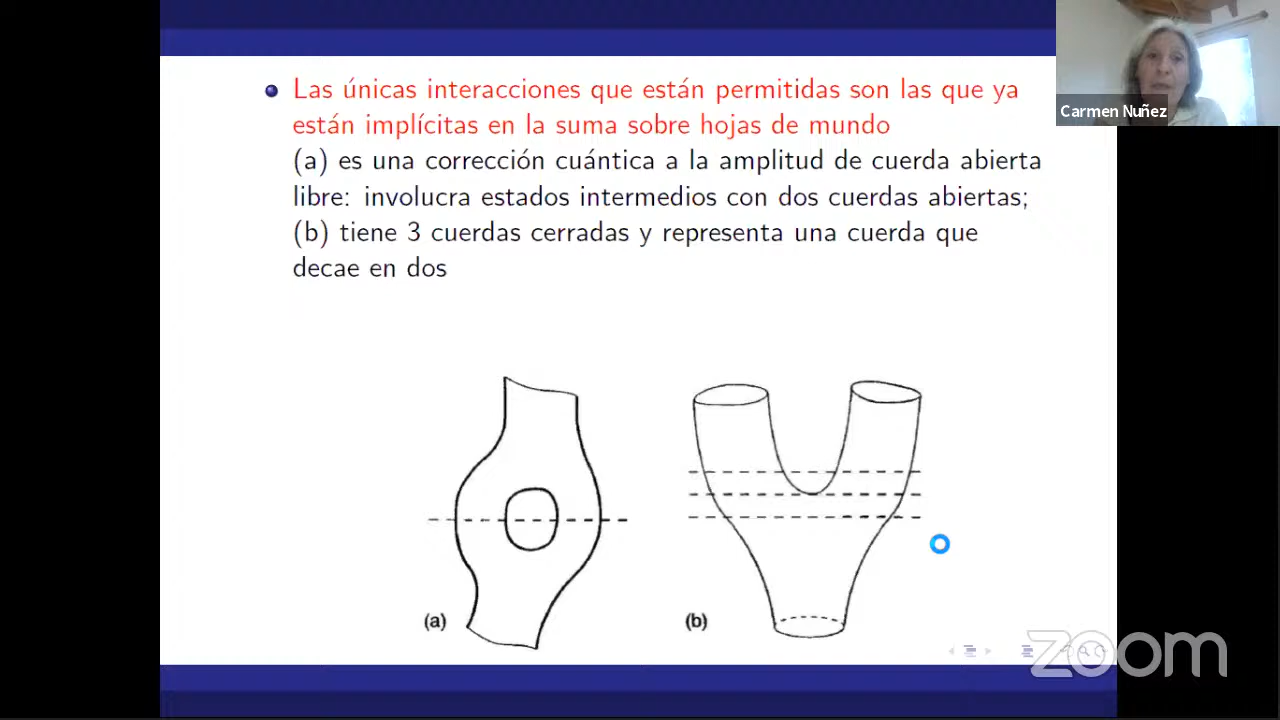 Las únicas interacciones que están permitidas son las que ya
están implícitas en la suma sobre hojas de mundo
(a) es una corrección cuántica a la amplitud de cuerda abierta
libre: involucra estados intermedios con dos cuerdas abiertas;
(b) tiene 3 cuerdas cerradas y representa una cuerda que
decae en dos
Carmen Nuñez
(a)
(b)
zoom